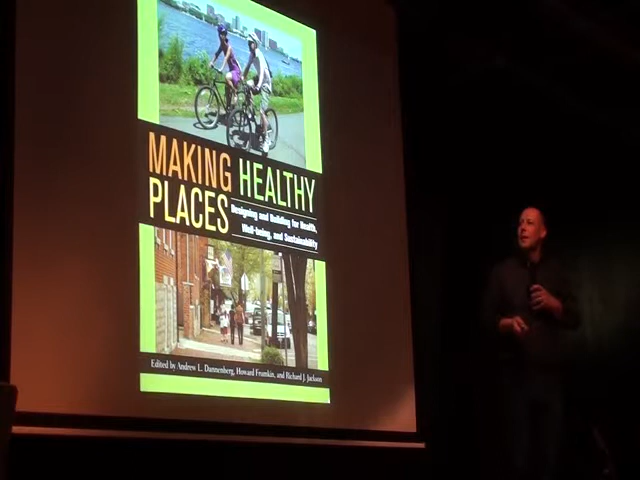 MAKING HEALTHY
PLACES
Designing and Building for Health,
Well-being, and Sustainability
Edited by Andrew L. Dannenberg, Howard Frumkin, and Richard J. Jackson